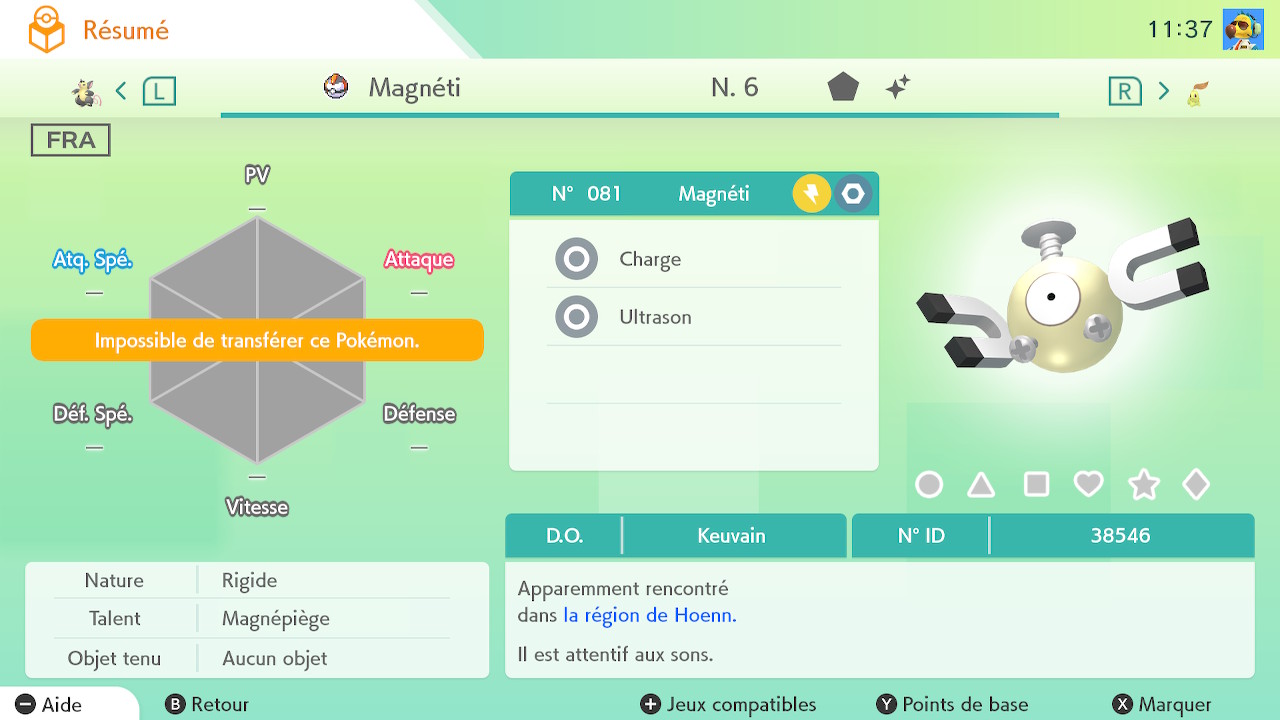 Résumé
11:37
L
Magnéti
N. 6
R
FRA
PV
—
Atq. Spé.
—
Attaque
—
Impossible de transférer ce Pokémon.
Déf. Spé.
—
Défense
—
—
Vitesse
N° 081 Magnéti
Charge
Ultrason
D.O. Keuvain N° ID 38546
Apparemment rencontré
dans la région de Hoenn.
Il est attentif aux sons.
Nature Rigide
Talent Magnépiège
Objet tenu Aucun objet
Aide
B Retour
Jeux compatibles
Y Points de base
X Marquer